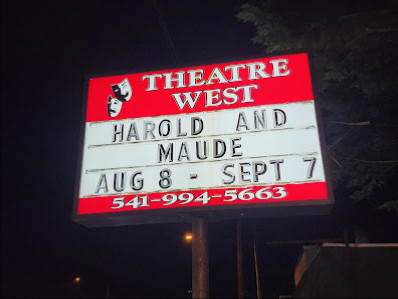 THEATRE
WEST
HAROLD AND
MAUDE
AUG 8 - SEPT 7
541-994-5663